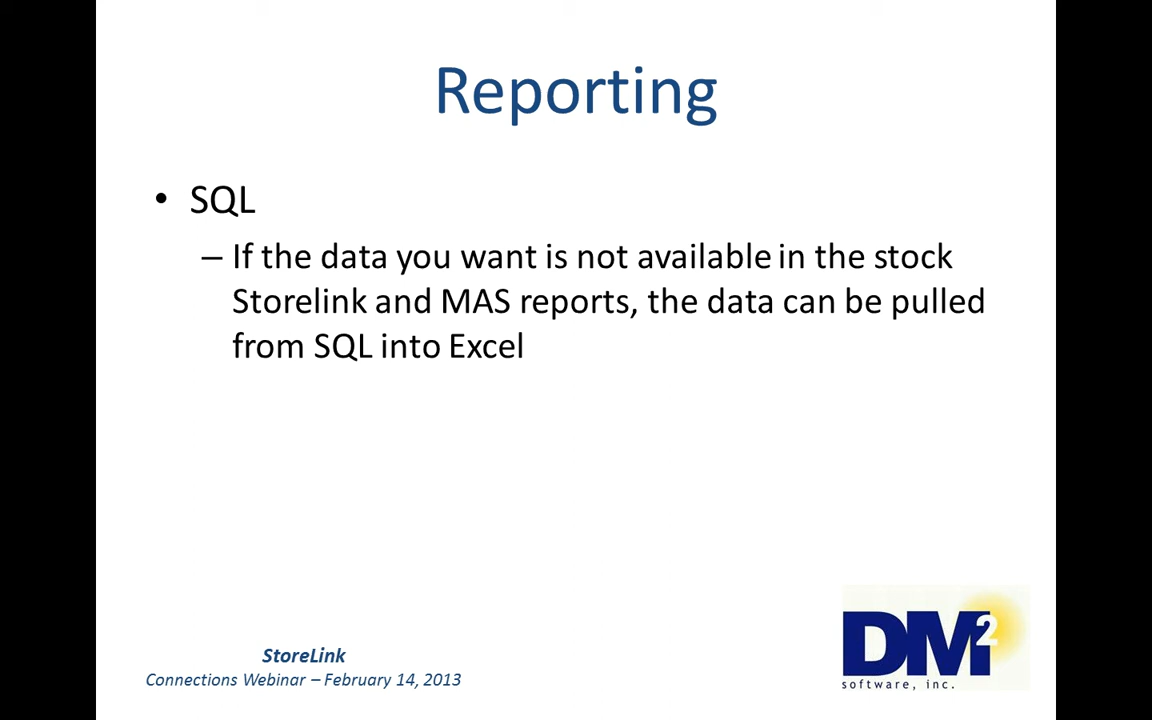 Reporting
• SQL
– If the data you want is not available in the stock
Storelink and MAS reports, the data can be pulled
from SQL into Excel
StoreLink
Connections Webinar – February 14, 2013
DM2
software, inc.